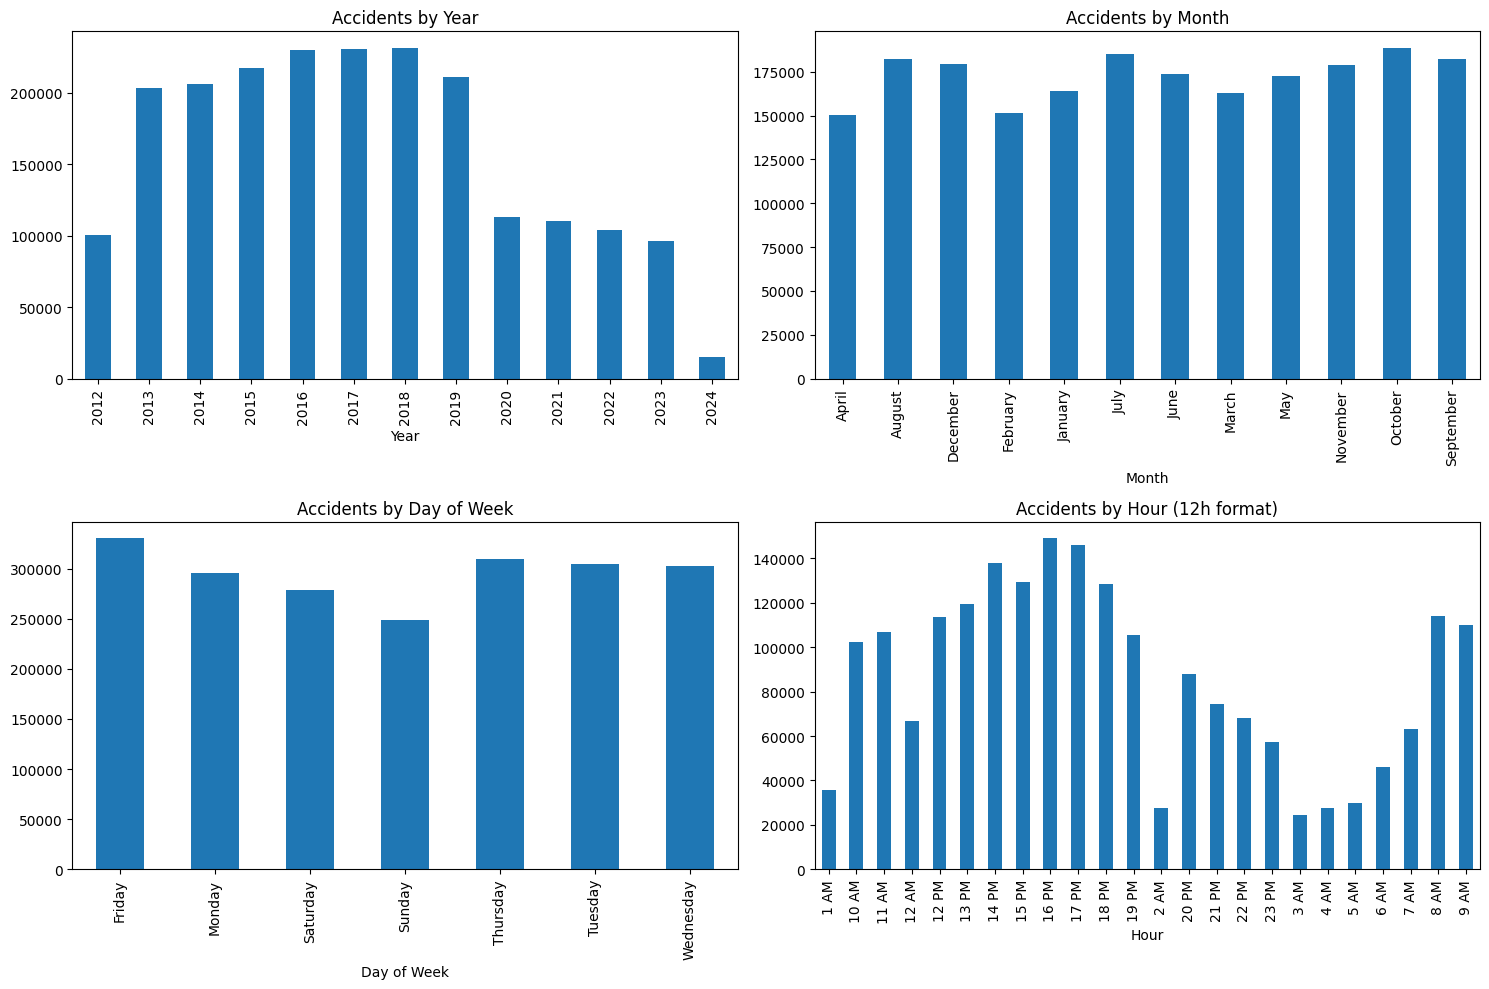 Accidents by Year
200000
150000
100000
50000
0
2012 2013 2014 2015 2016 2017 2018 2019 2020 2021 2022 2023 2024
Year
Accidents by Month
175000
150000
125000
100000
75000
50000
25000
0
April August December February January July June March May November October September
Month
Accidents by Day of Week
300000
250000
200000
150000
100000
50000
0
Friday Monday Saturday Sunday Thursday Tuesday Wednesday
Day of Week
Accidents by Hour (12h format)
140000
120000
100000
80000
60000
40000
20000
0
1 AM 10 AM 11 AM 12 AM 12 PM 13 PM 14 PM 15 PM 16 PM 17 PM 18 PM 19 PM 2 AM 20 PM 21 PM 22 PM 23 PM 3 AM 4 AM 5 AM 6 AM 7 AM 8 AM 9 AM
Hour